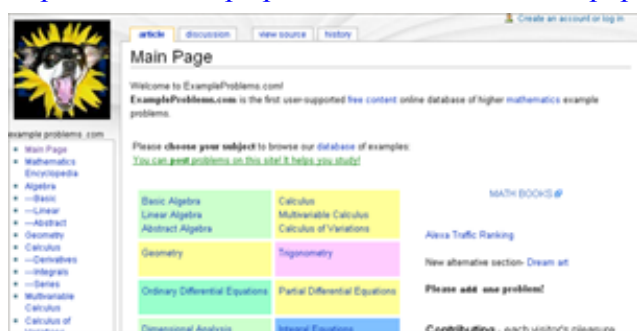 Create an account or log in
article discussion view source history
Main Page
Welcome to ExampleProblems.com!
ExampleProblems.com is the first user-supported free content online database of higher mathematics example
problems.
Please choose your subject to browse our database of examples:
You can post problems on this site! It helps you study!
example problems .com
Main Page
Mathematics
Encyclopedia
Algebra
—Basic
—Linear
—Abstract
Geometry
Calculus
—Derivatives
—Integrals
—Series
Multivariable
Calculus
Calculus of
Basic Algebra
Linear Algebra
Abstract Algebra
Calculus
Multivariable Calculus
Calculus of Variations
Geometry
Trigonometry
Ordinary Differential Equations
Partial Differential Equations
Dimensional Analysis
Integral Equations
MATH BOOKS
Alexa Traffic Ranking
New alternative section- Dream art
Please add one problem!
Contributing - each visitor's pleasure